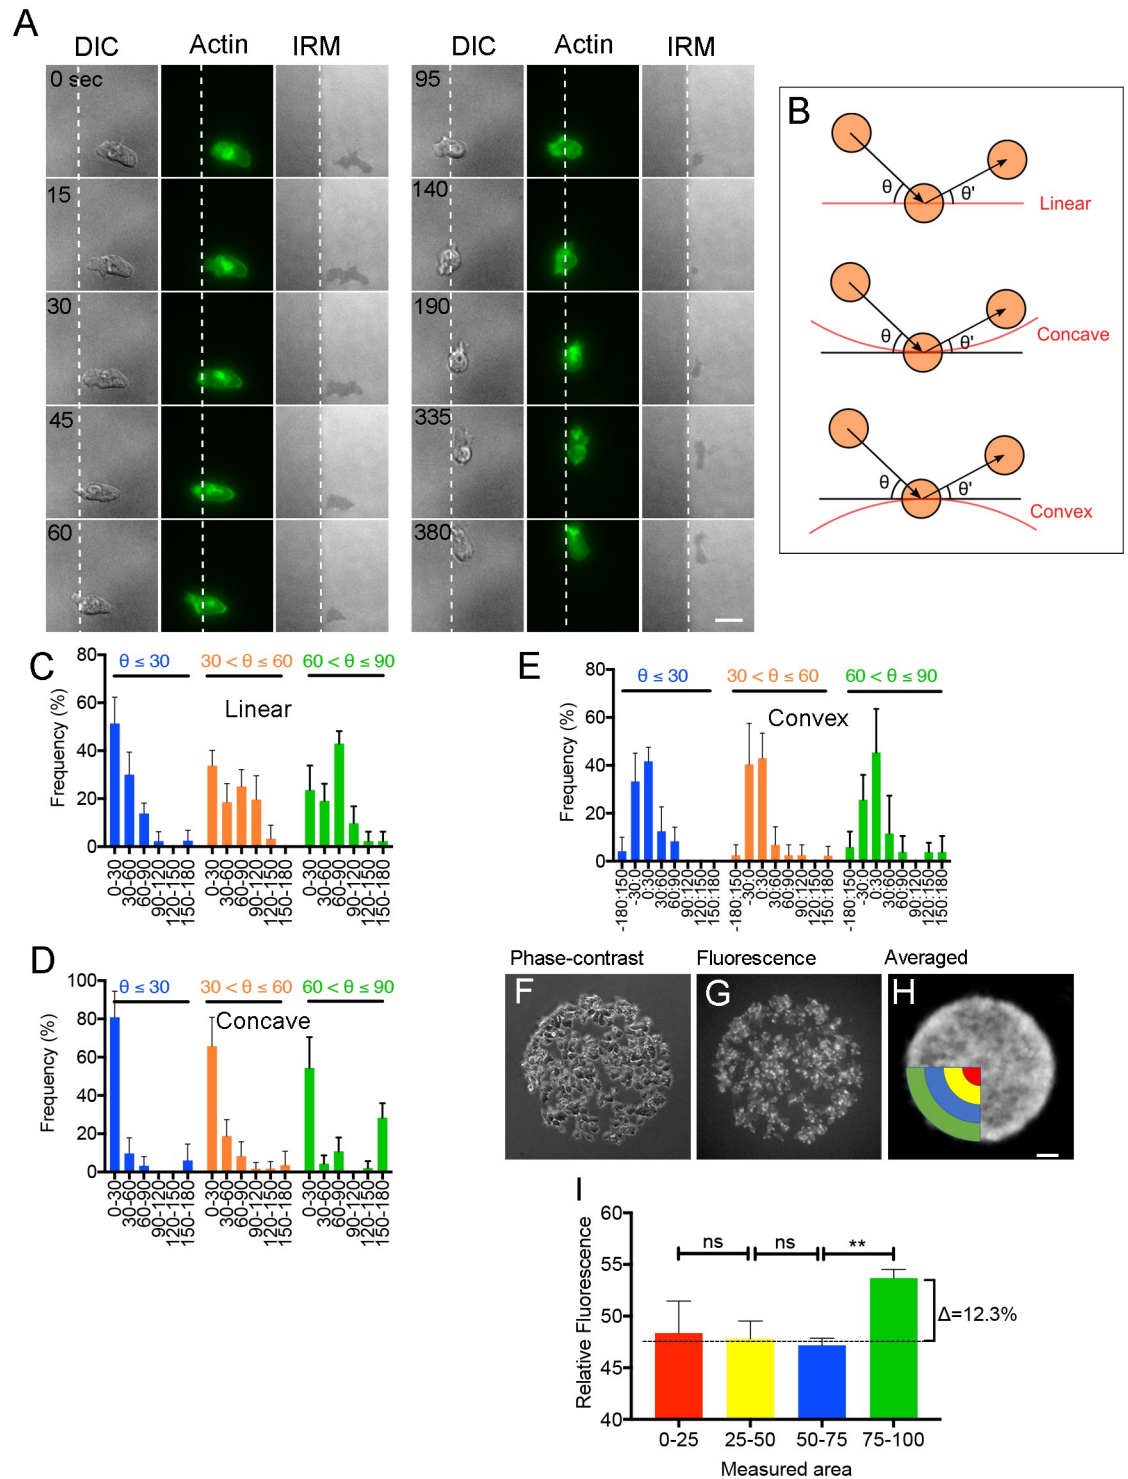 A
DIC Actin IRM DIC Actin IRM
0 sec
15
30
45
60
95
140
190
335
380
B
θ θ' Linear
θ θ' Concave
θ θ' Convex
C
Linear
θ ≤ 30 30 < θ ≤ 60 60 < θ ≤ 90
Frequency (%)
80
60
40
20
0
0-30 30-60 60-90 90-120 120-150 150-180 0-30 30-60 60-90 90-120 120-150 150-180 0-30 30-60 60-90 90-120 120-150 150-180
D
θ ≤ 30 30 < θ ≤ 60 60 < θ ≤ 90
Concave
Frequency (%)
100
80
60
40
20
0
0-30 30-60 60-90 90-120 120-150 150-180 0-30 30-60 60-90 90-120 120-150 150-180 0-30 30-60 60-90 90-120 120-150 150-180
E
θ ≤ 30 30 < θ ≤ 60 60 < θ ≤ 90
Convex
Frequency (%)
80
60
40
20
0
-180:150 -30:0 0:30 30:60 60:90 90:120 120:150 150:180 -180:150 -30:0 0:30 30:60 60:90 90:120 120:150 150:180 -180:150 -30:0 0:30 30:60 60:90 90:120 120:150 150:180
Phase-contrast Fluorescence Averaged
F G H
I
Relative Fluorescence
60
55
50
45
40
ns ns **
Δ=12.3%
0-25 25-50 50-75 75-100
Measured area